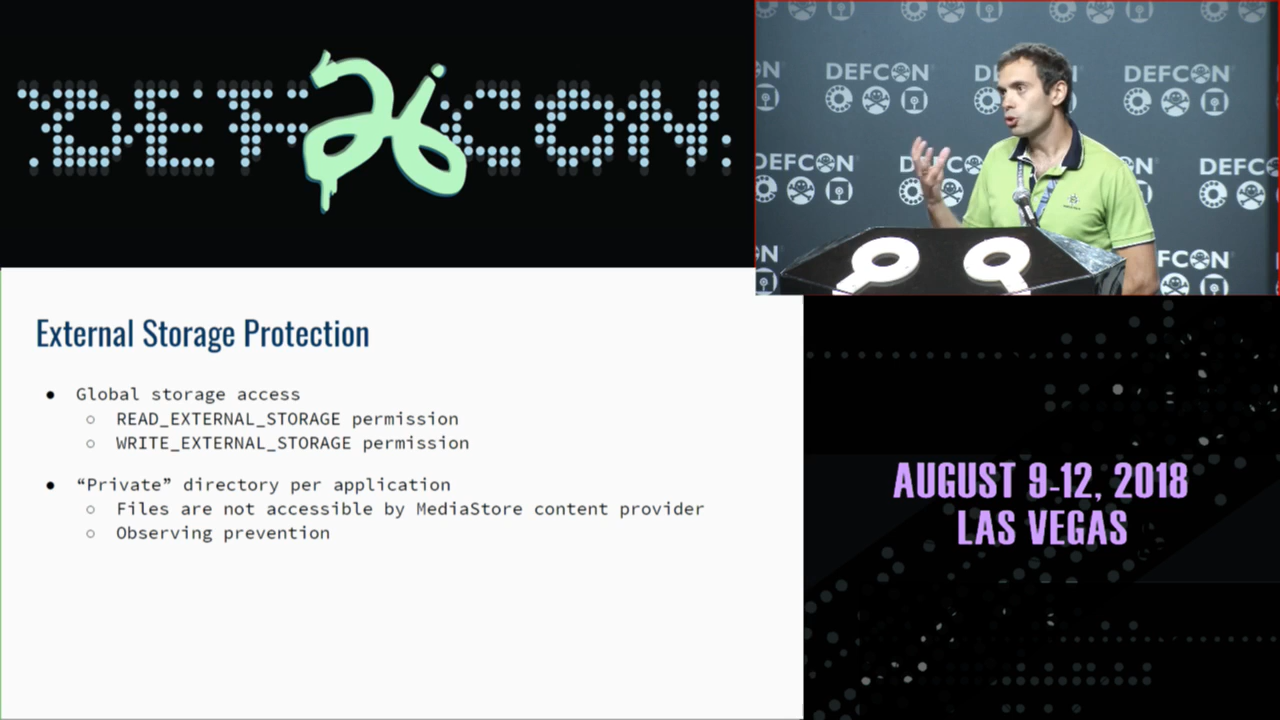 DEF CON
26
DEFCON
DEFCON
DEFCON
DEFCON
DEFCON
External Storage Protection
● Global storage access
○ READ_EXTERNAL_STORAGE permission
○ WRITE_EXTERNAL_STORAGE permission
● “Private” directory per application
○ Files are not accessible by MediaStore content provider
○ Observing prevention
AUGUST 9-12, 2018
LAS VEGAS